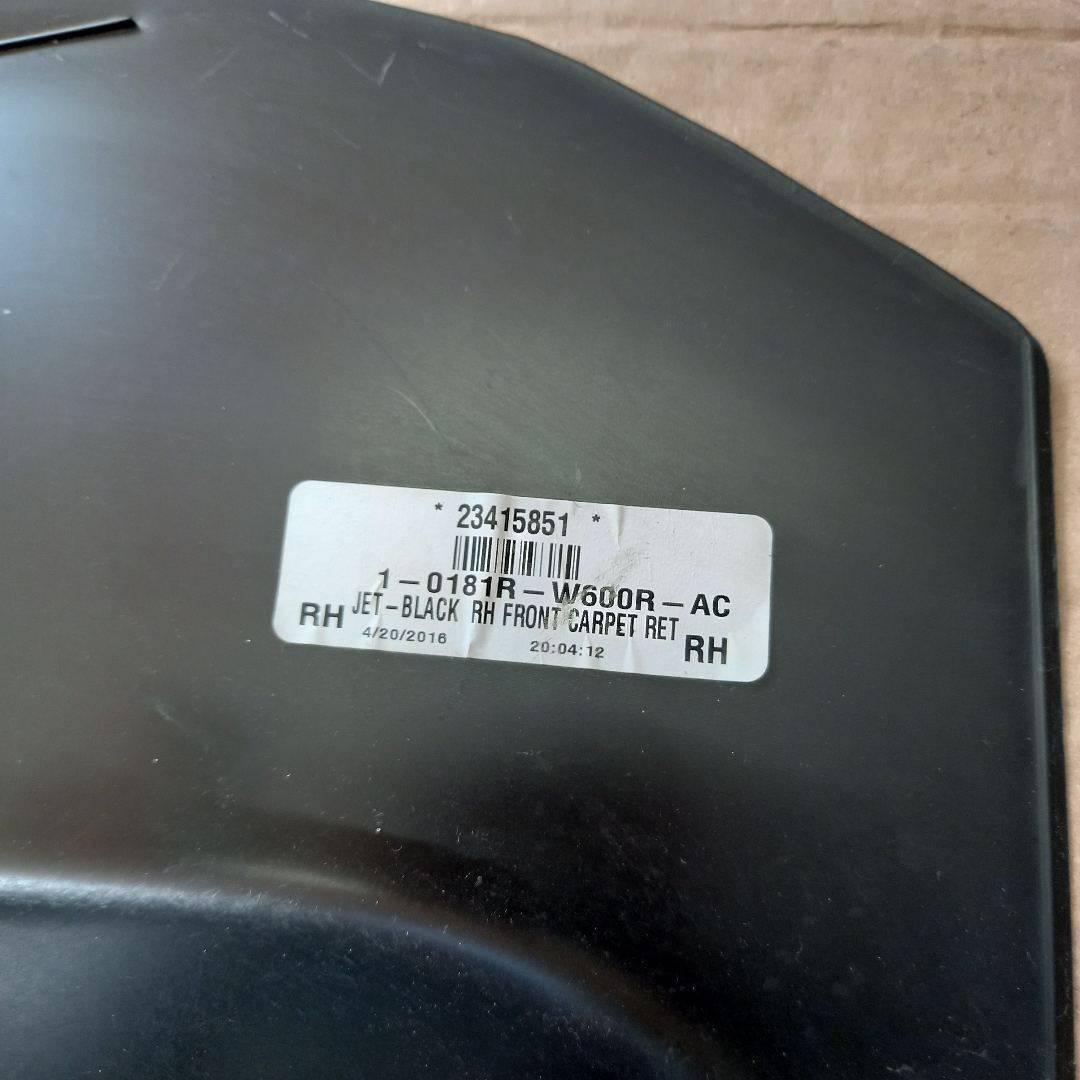 * 23415851 *
1-0181R-W600R-AC
JET-BLACK RH FRONT CARPET RET
RH 4/20/2016 20:04:12 RH